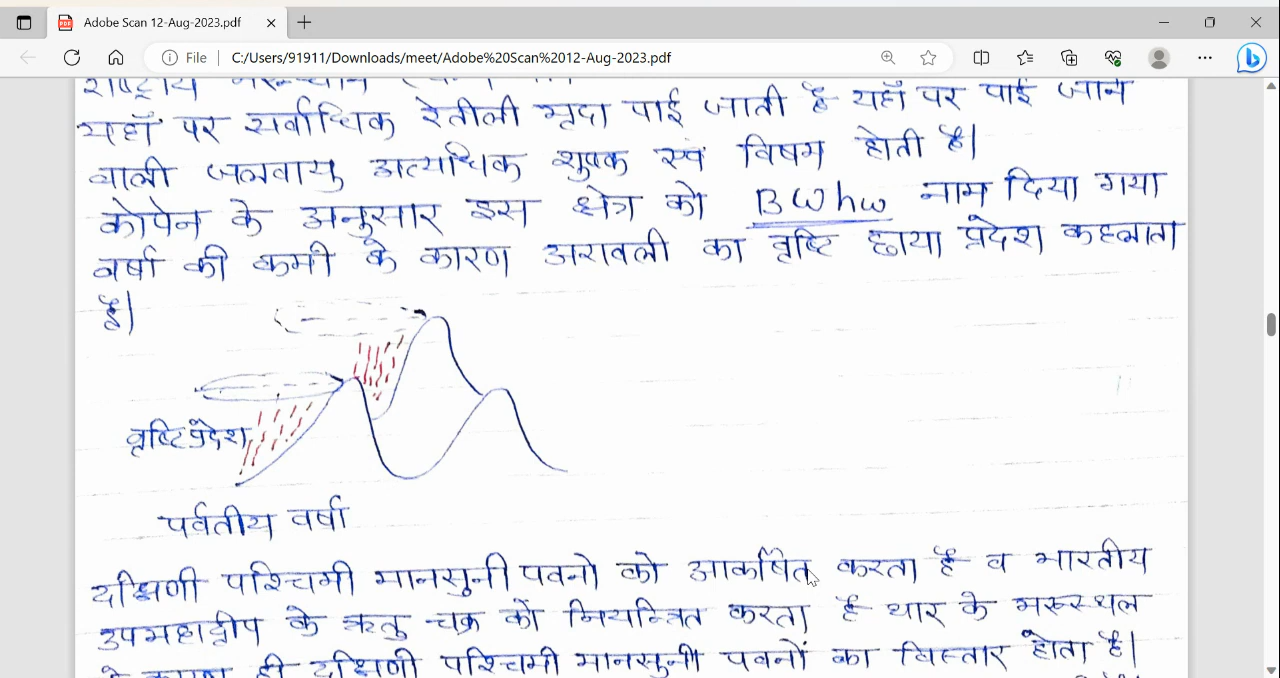 Adobe Scan 12-Aug-2023.pdf
File C:/Users/91911/Downloads/meet/Adobe%20Scan%2012-Aug-2023.pdf
राष्ट्रीय
यहाँ पर सर्वाधिक रेतीली मृदा पाई जाती है यहाँ पर पाई जाने
वाली जलवायु अत्यधिक शुष्क एवं विषम होती है।
कोपेन के अनुसार इस क्षेत्र को BWhw नाम दिया गया
वर्षा की कमी के कारण अरावली का वृष्टि छाया प्रदेश कहलाता
है।
वृष्टि प्रदेश
पर्वतीय वर्षा
दक्षिणी पश्चिमी मानसुनी पवनो को आकर्षित करता है व भारतीय
उपमहाद्वीप के ऋतु चक्र को नियन्त्रित करता है थार के मरूस्थल
के कारण ही दक्षिणी पश्चिमी मानसुनी पवनों का विस्तार होता है।